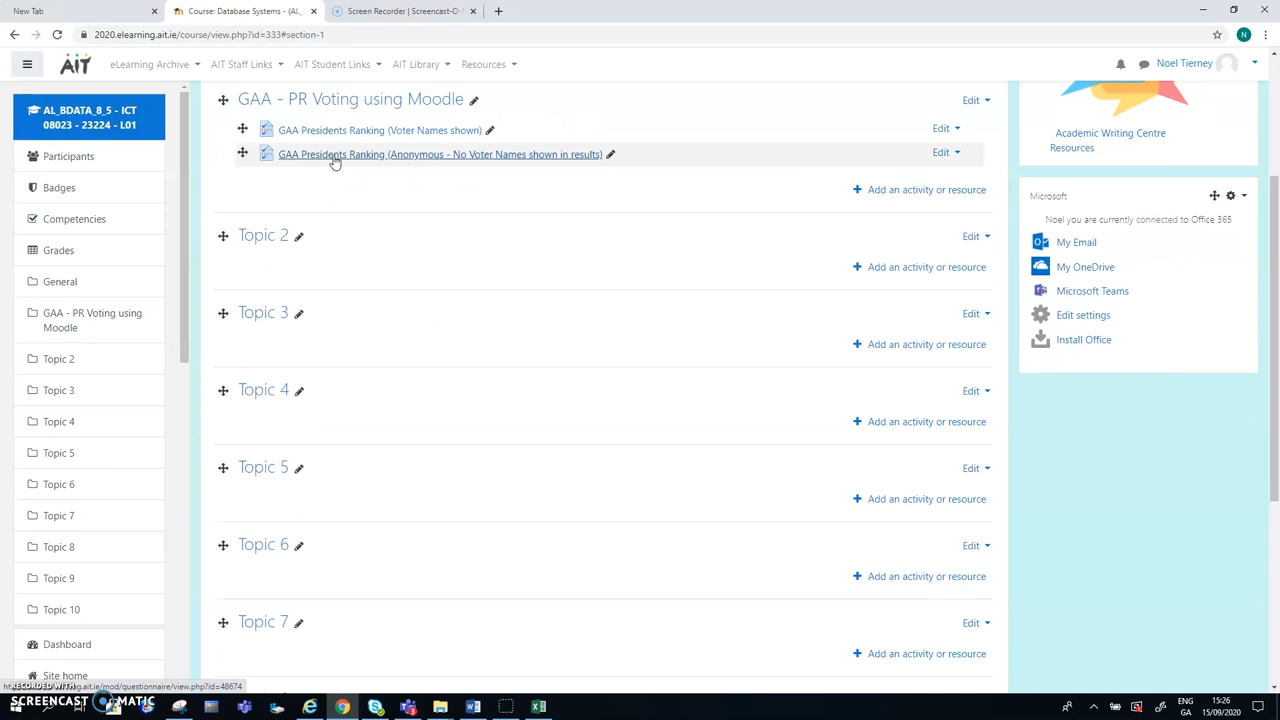 New Tab
Course: Database Systems - (AL_
Screen Recorder | Screencast-O-
2020.elearning.ait.ie/course/view.php?id=333#section-1
N
AIT
eLearning Archive
AIT Staff Links
AIT Student Links
AIT Library
Resources
Noel Tierney
AL_BDATA_8_5 - ICT
08023 - 23224 - L01
Participants
Badges
Competencies
Grades
General
GAA - PR Voting using
Moodle
Topic 2
Topic 3
Topic 4
Topic 5
Topic 6
Topic 7
Topic 8
Topic 9
Topic 10
Dashboard
Site home
GAA - PR Voting using Moodle
Edit
GAA Presidents Ranking (Voter Names shown)
Edit
GAA Presidents Ranking (Anonymous - No Voter Names shown in results)
Edit
Add an activity or resource
Topic 2
Edit
Add an activity or resource
Topic 3
Edit
Add an activity or resource
Topic 4
Edit
Add an activity or resource
Topic 5
Edit
Add an activity or resource
Topic 6
Edit
Add an activity or resource
Topic 7
Edit
Add an activity or resource
Academic Writing Centre
Resources
Microsoft
Noel you are currently connected to Office 365
My Email
My OneDrive
Microsoft Teams
Edit settings
Install Office
RECORDED WITH
SCREENCAST MATIC
ENG
GA
15:26
15/09/2020